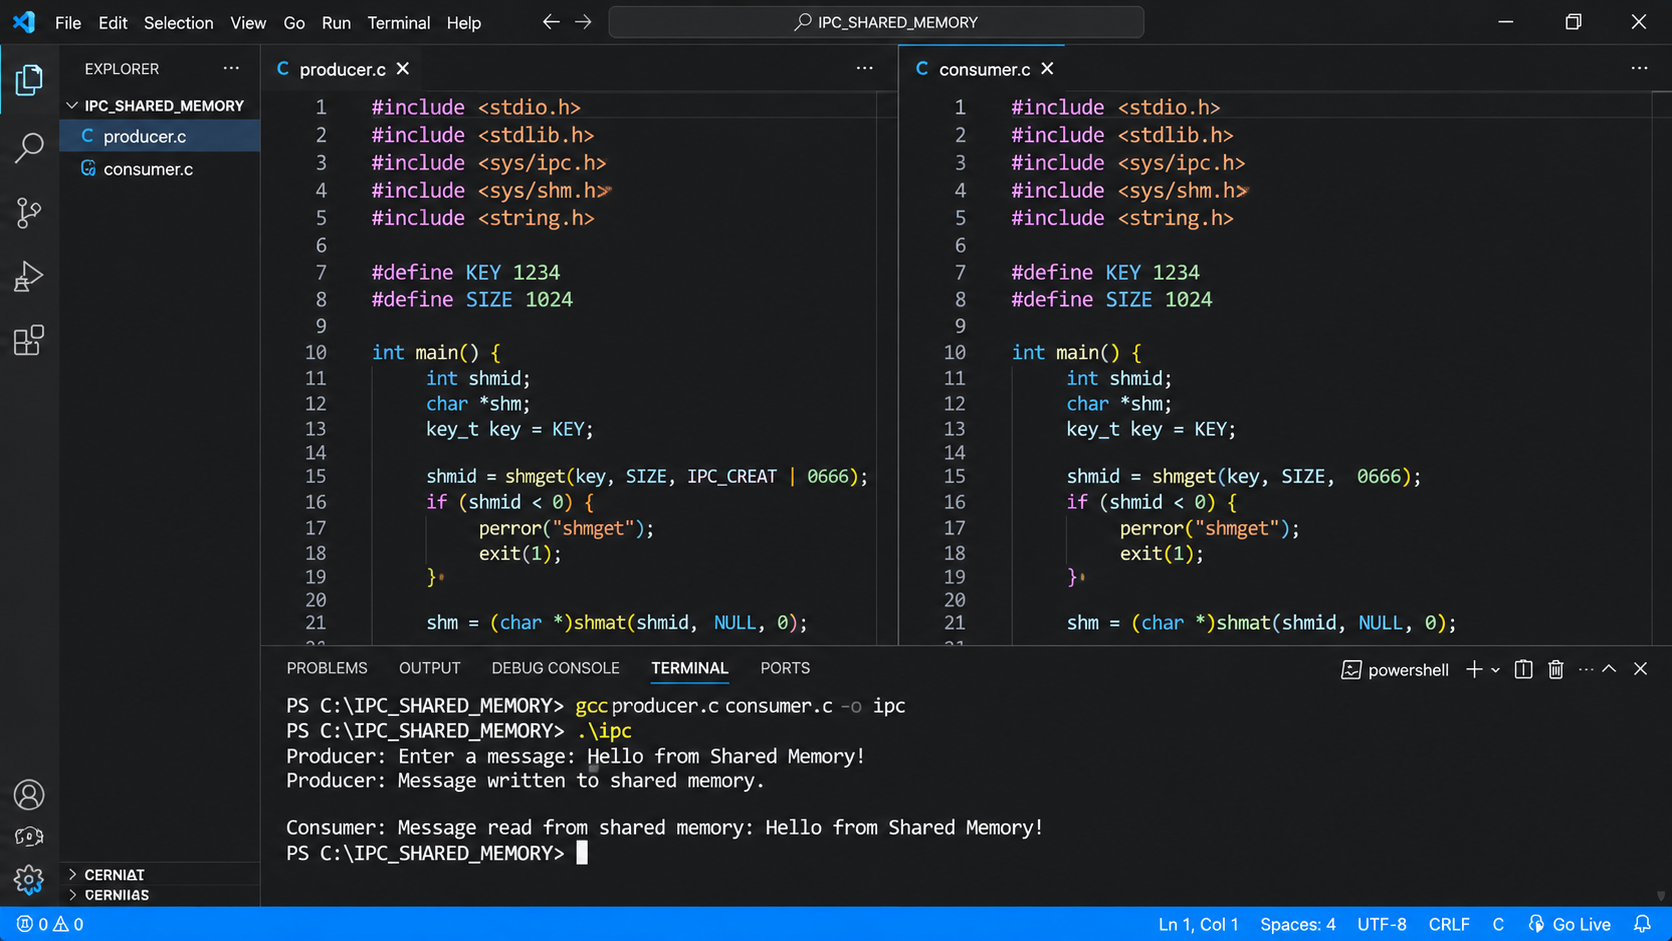 File Edit Selection View Go Run Terminal Help
IPC_SHARED_MEMORY
EXPLORER
IPC_SHARED_MEMORY
producer.c
consumer.c
CERNIAT
CERNIIAS
producer.c
1 #include <stdio.h>
2 #include <stdlib.h>
3 #include <sys/ipc.h>
4 #include <sys/shm.h>
5 #include <string.h>
6
7 #define KEY 1234
8 #define SIZE 1024
9
10 int main() {
11 int shmid;
12 char *shm;
13 key_t key = KEY;
14
15 shmid = shmget(key, SIZE, IPC_CREAT | 0666);
16 if (shmid < 0) {
17 perror("shmget");
18 exit(1);
19 }
20
21 shm = (char *)shmat(shmid, NULL, 0);
consumer.c
1 #include <stdio.h>
2 #include <stdlib.h>
3 #include <sys/ipc.h>
4 #include <sys/shm.h>
5 #include <string.h>
6
7 #define KEY 1234
8 #define SIZE 1024
9
10 int main() {
11 int shmid;
12 char *shm;
13 key_t key = KEY;
14
15 shmid = shmget(key, SIZE, 0666);
16 if (shmid < 0) {
17 perror("shmget");
18 exit(1);
19 }
20
21 shm = (char *)shmat(shmid, NULL, 0);
PROBLEMS OUTPUT DEBUG CONSOLE TERMINAL PORTS
powershell
PS C:\IPC_SHARED_MEMORY> gcc producer.c consumer.c -o ipc
PS C:\IPC_SHARED_MEMORY> .\ipc
Producer: Enter a message: Hello from Shared Memory!
Producer: Message written to shared memory.
Consumer: Message read from shared memory: Hello from Shared Memory!
PS C:\IPC_SHARED_MEMORY>
0 0
Ln 1, Col 1 Spaces: 4 UTF-8 CRLF C Go Live